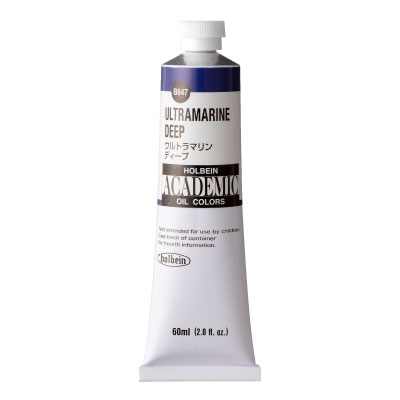 B647
ULTRAMARINE
DEEP
ウルトラマリン
ディープ
HOLBEIN
ACADEMIC
OIL COLORS
Not intended for use by children.
See back of container
for health information.
holbein
60ml (2.0 fl. oz.)